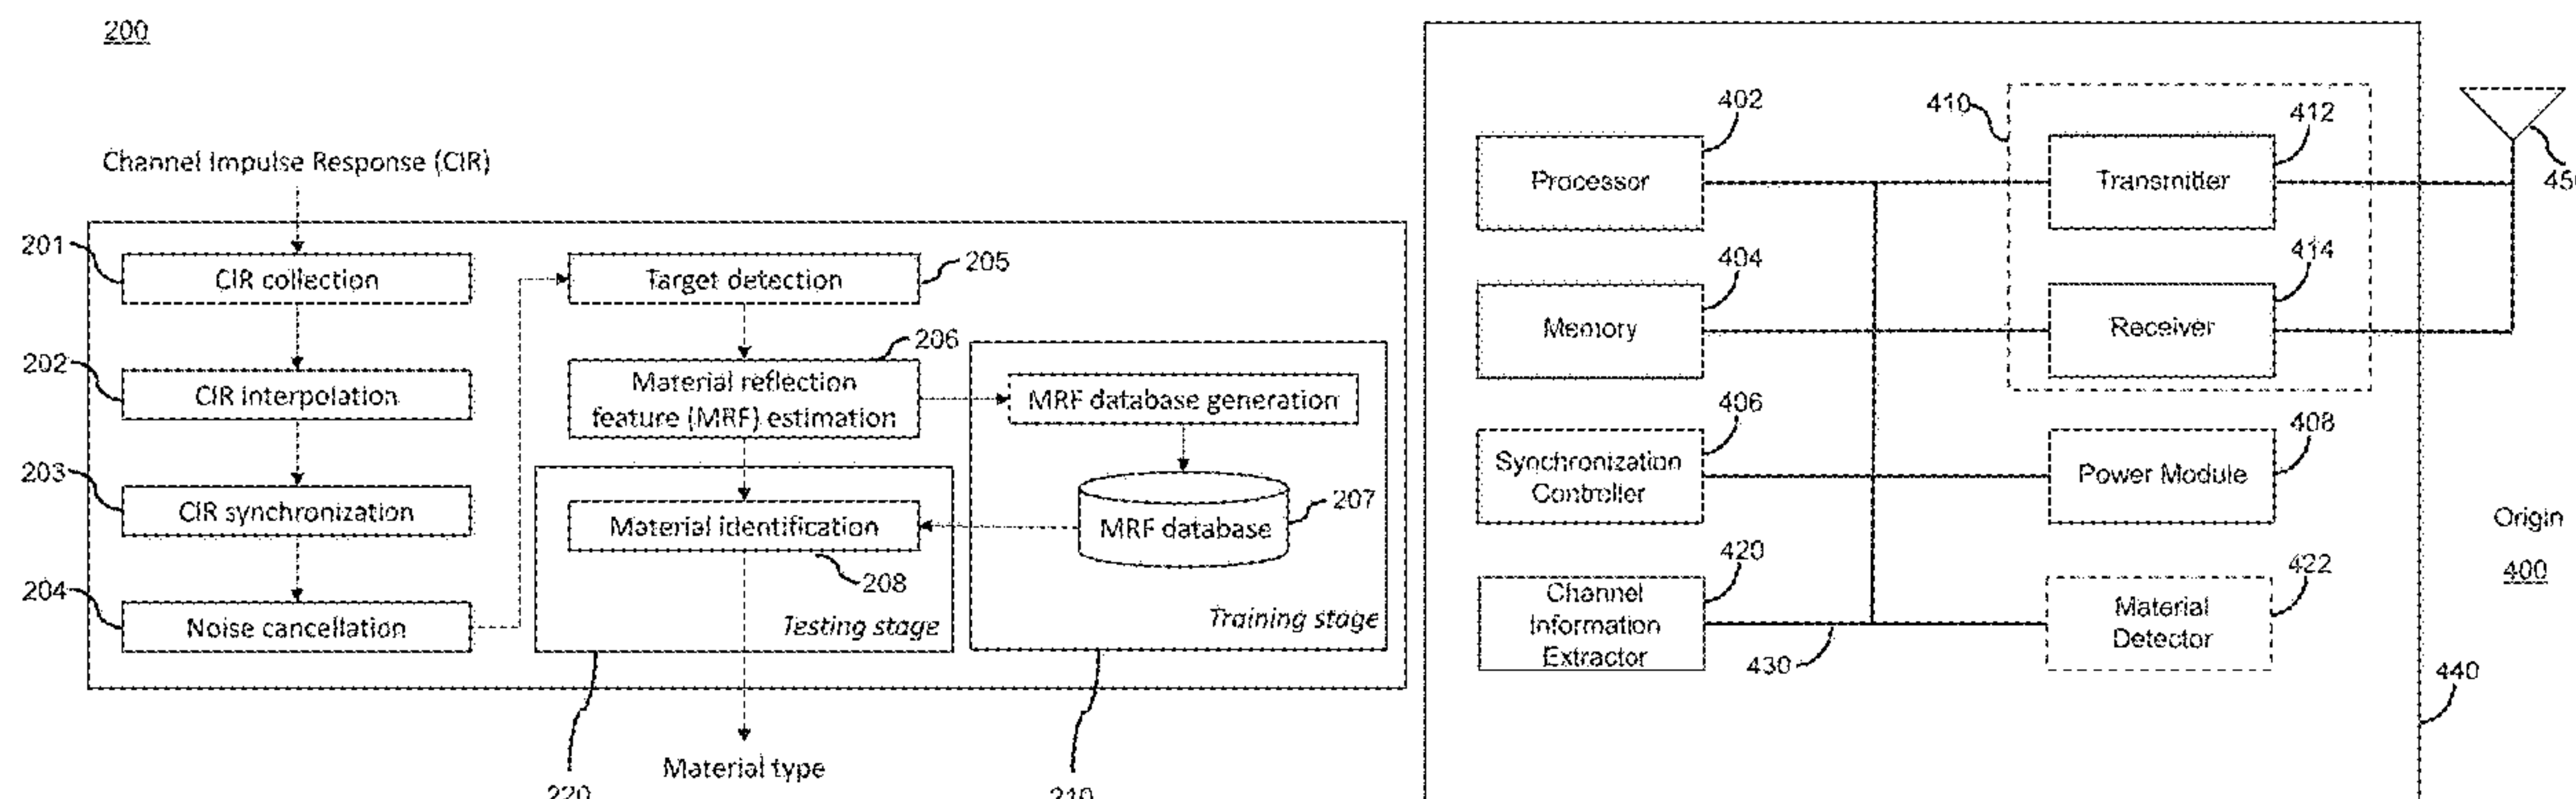 200
Channel Impulse Response (CIR)
201
CIR collection
202
CIR interpolation
203
CIR synchronization
204
Noise cancellation
Target detection
205
206
Material reflection
feature (MRF) estimation
MRF database generation
MRF database
207
Material identification
208
Testing stage
Training stage
220
210
Material type
402
Processor
404
Memory
406
Synchronization
Controller
420
Channel
Information
Extractor
430
410
412
Transmitter
414
Receiver
408
Power Module
422
Material
Detector
440
Origin
400